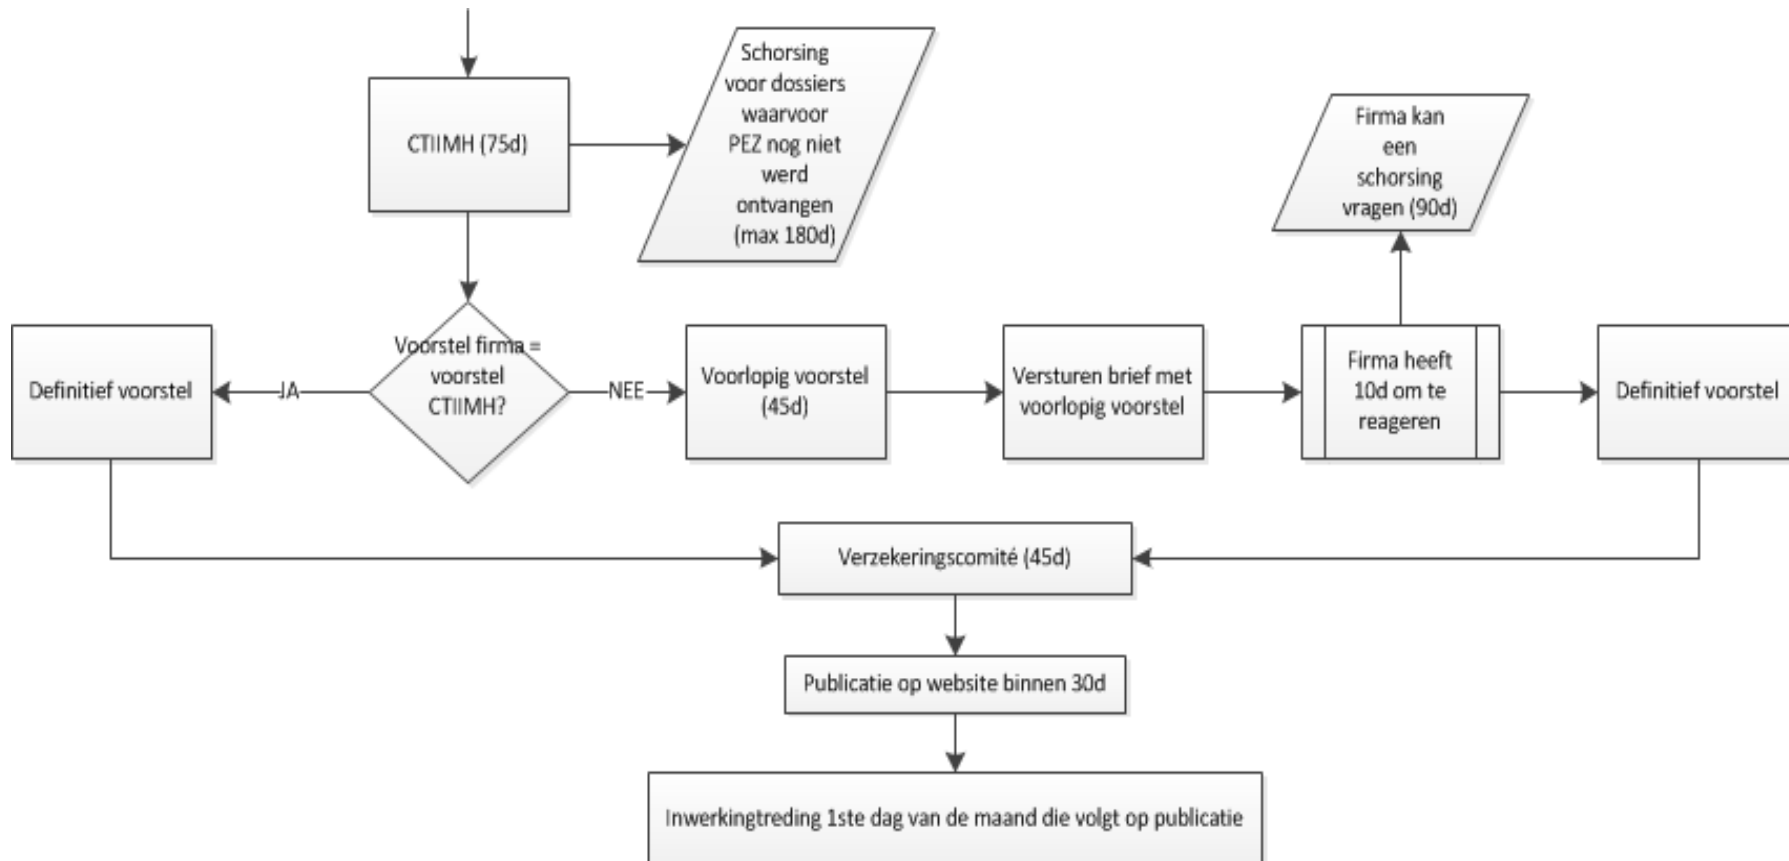 CTIIMH (75d)
Schorsing
voor dossiers
waarvoor
PEZ nog niet
werd
ontvangen
(max 180d)
Firma kan
een
schorsing
vragen (90d)
Definitief voorstel
JA
Voorstel firma =
voorstel
CTIIMH?
NEE
Voorlopig voorstel
(45d)
Versturen brief met
voorlopig voorstel
Firma heeft
10d om te
reageren
Definitief voorstel
Verzekeringscomité (45d)
Publicatie op website binnen 30d
Inwerkingtreding 1ste dag van de maand die volgt op publicatie